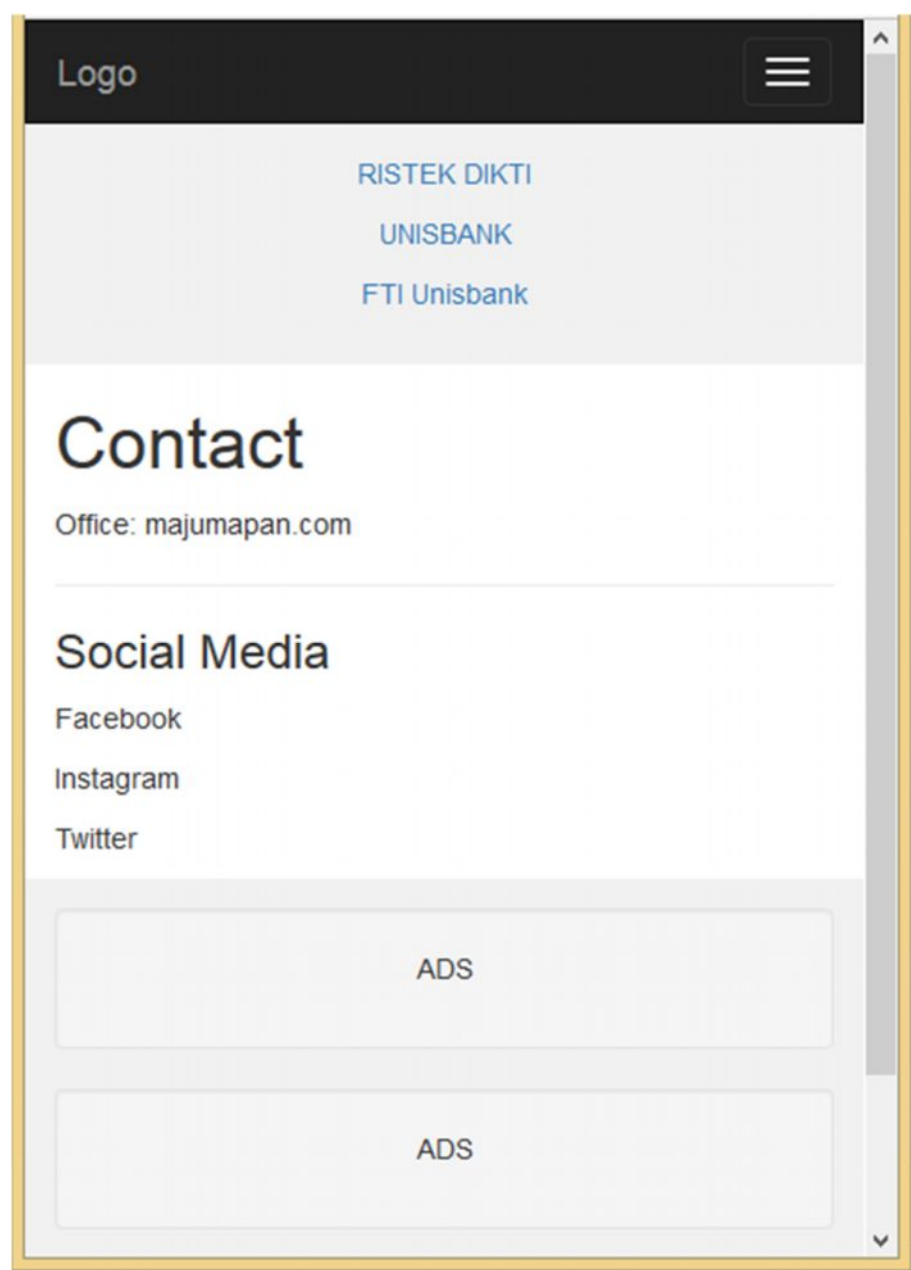 Logo
RISTEK DIKTI
UNISBANK
FTI Unisbank
Contact
Office: majumapan.com
Social Media
Facebook
Instagram
Twitter
ADS
ADS